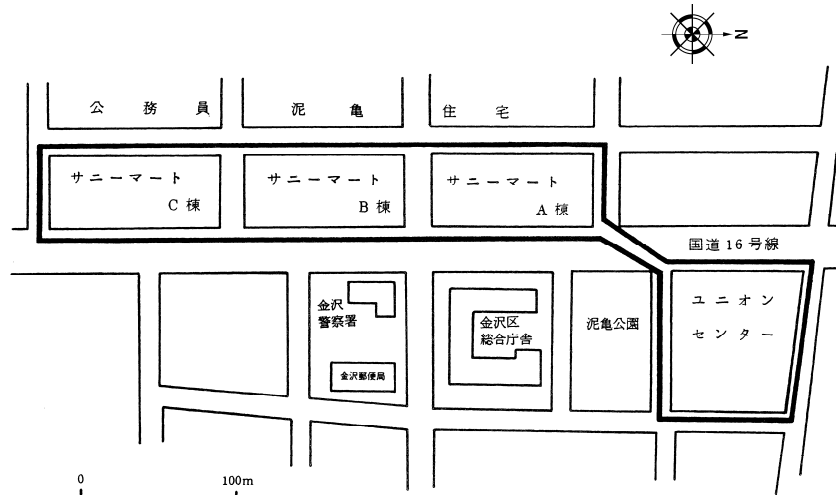 N
公務員
泥亀
住宅
サニーマート
C棟
サニーマート
B棟
サニーマート
A棟
国道16号線
金沢
警察署
金沢郵便局
金沢区
総合庁舎
泥亀公園
ユニオン
センター
0
100m